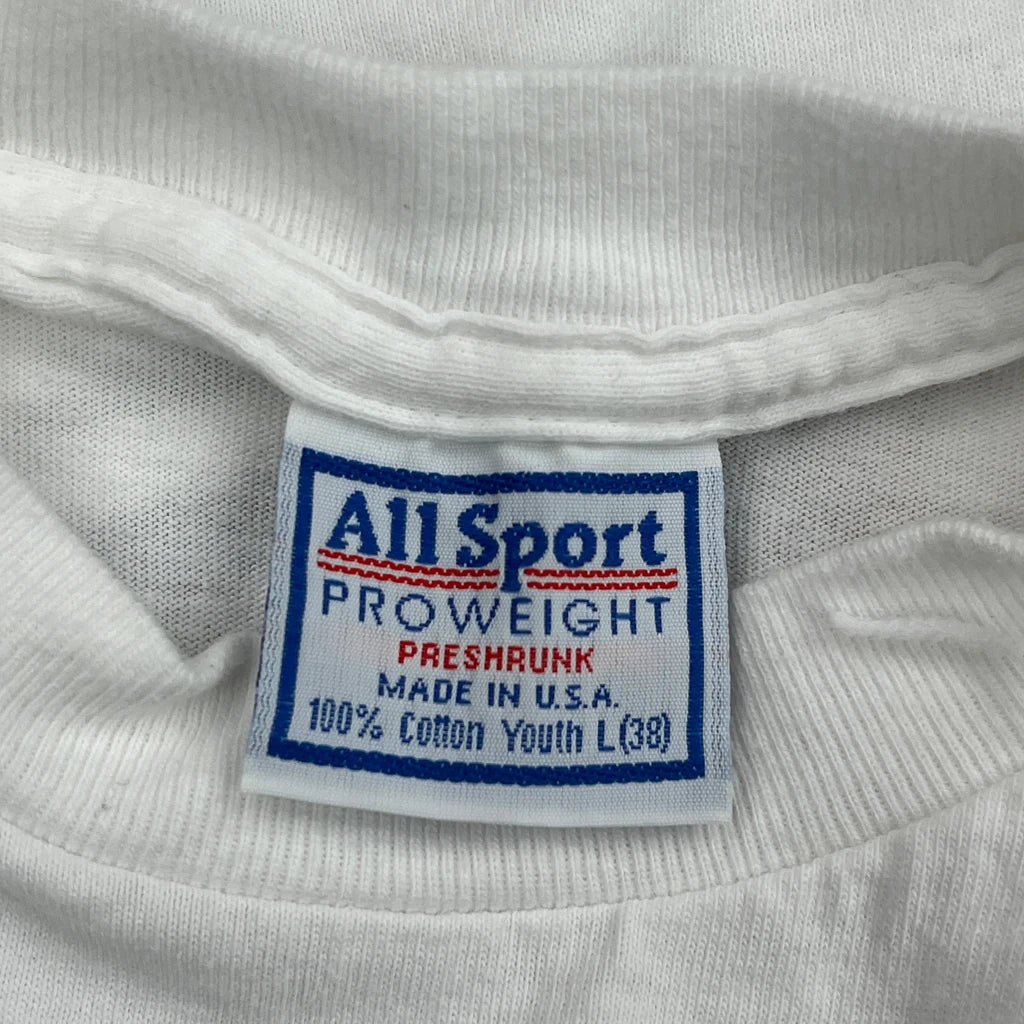 All Sport
PROWEIGHT
PRESHRUNK
MADE IN U.S.A.
100% Cotton Youth L (38)